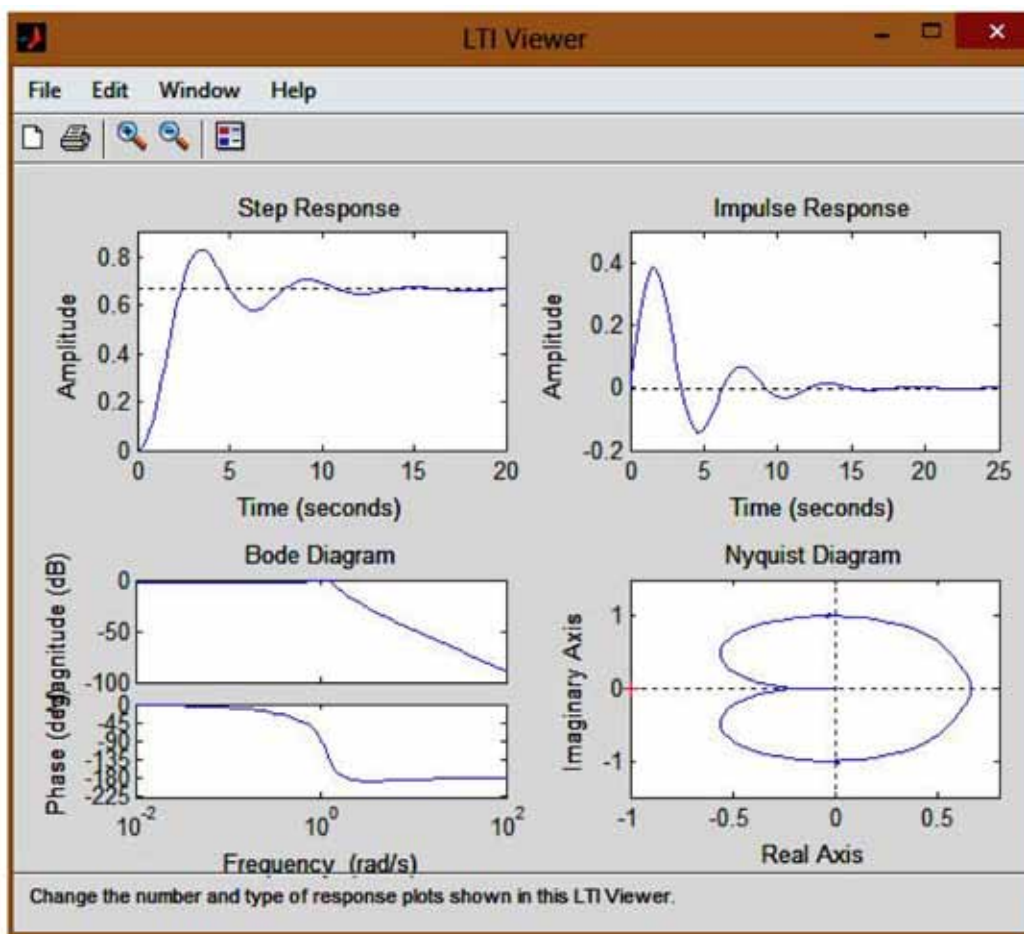 LTI Viewer
File Edit Window Help
Step Response
Amplitude
0.8
0.6
0.4
0.2
0
0 5 10 15 20
Time (seconds)
Impulse Response
Amplitude
0.4
0.2
0
-0.2
0 5 10 15 20 25
Time (seconds)
Bode Diagram
Magnitude (dB)
0
-50
-100
Phase (deg)
0
-45
-90
-135
-180
-225
10^-2 10^0 10^2
Frequency (rad/s)
Nyquist Diagram
Imaginary Axis
1
0
-1
-1 -0.5 0 0.5
Real Axis
Change the number and type of response plots shown in this LTI Viewer.